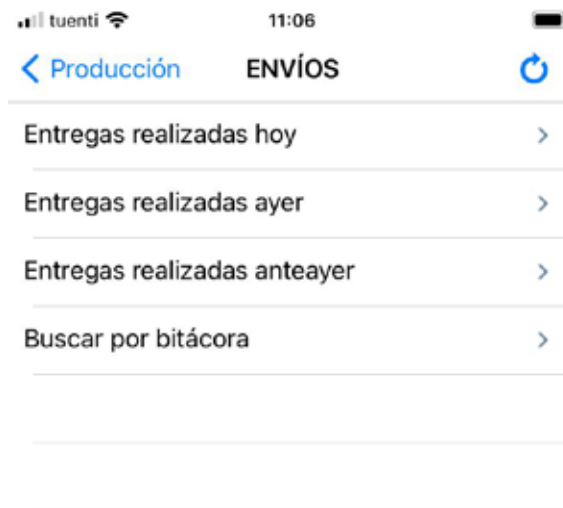 tuenti 11:06
Producción ENVÍOS
Entregas realizadas hoy
Entregas realizadas ayer
Entregas realizadas anteayer
Buscar por bitácora